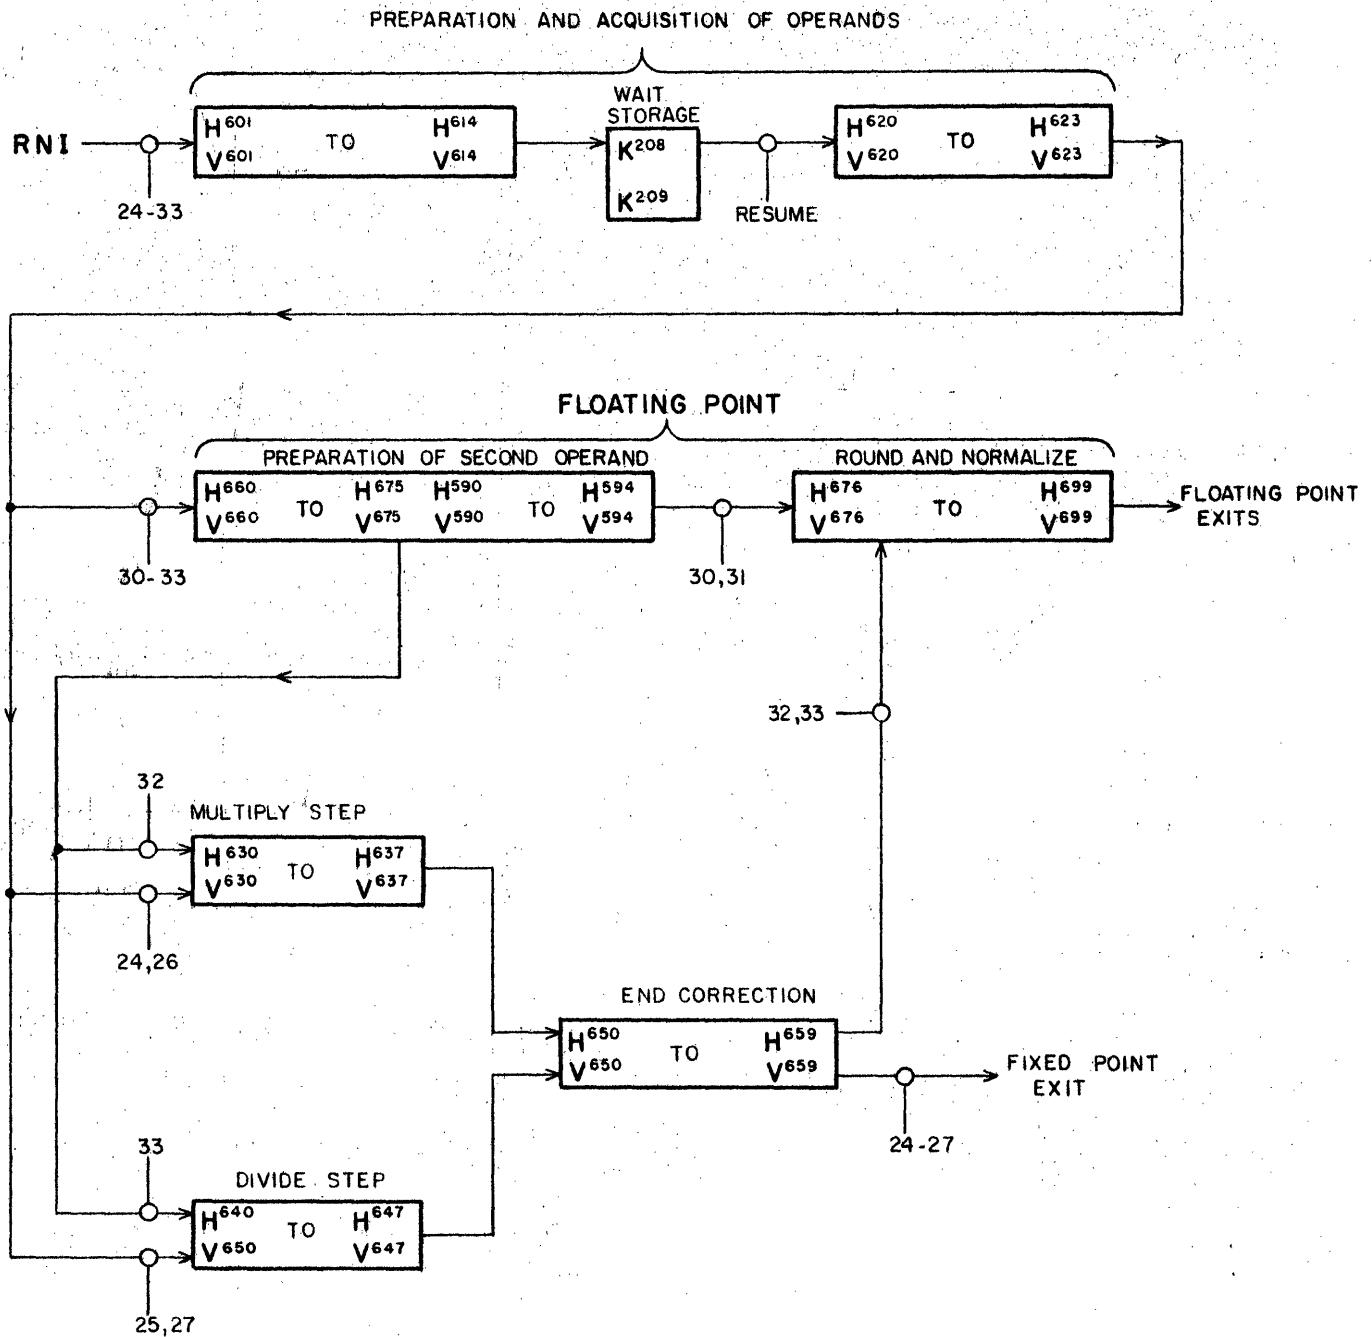 PREPARATION AND ACQUISITION OF OPERANDS
WAIT
STORAGE
RNI
H601 TO H614
V601 V614
K208
K209
H620 TO H623
V620 V623
24-33
RESUME
FLOATING POINT
PREPARATION OF SECOND OPERAND
ROUND AND NORMALIZE
H660 TO H675 H590 TO H594
V660 V675 V590 V594
H676 TO H699
V676 V699
FLOATING POINT
EXITS
30-33
30,31
32,33
32
MULTIPLY STEP
H630 TO H637
V630 V637
24,26
END CORRECTION
H650 TO H659
V650 V659
FIXED POINT
EXIT
24-27
33
DIVIDE STEP
H640 TO H647
V650 V647
25,27